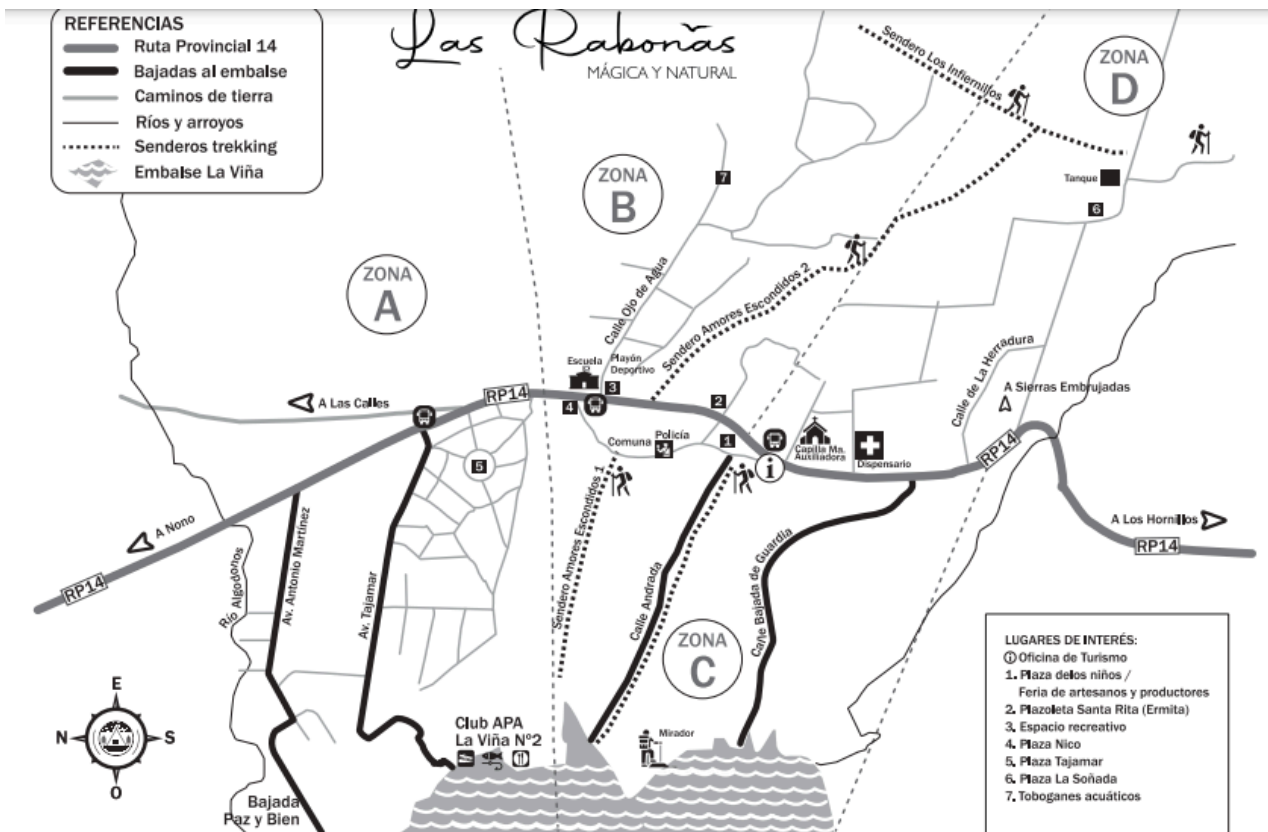 REFERENCIAS
Ruta Provincial 14
Bajadas al embalse
Caminos de tierra
Ríos y arroyos
Senderos trekking
Embalse La Viña
Las Rabonas
MÁGICA Y NATURAL
ZONA
D
Sendero Los Infiernillos
Tanque
6
ZONA
B
7
ZONA
A
Calle Ojo de Agua
Sendero Amores Escondidos 2
Escuela
Playón
Deportivo
3
4
2
A Las Calles
RP14
Calle de La Herradura
A Sierras Embrujadas
Comuna
Policía
1
i
Capilla Ma.
Auxiliadora
Dispensario
RP14
5
A Nono
RP14
Río Algodonos
Av. Antonio Martínez
Av. Tajamar
Sendero Amores Escondidos 1
Calle Andrada
Calle Bajada de Guardia
A Los Hornillos
RP14
ZONA
C
E
N
S
O
Club APA
La Viña Nº2
Mirador
Bajada
Paz y Bien
LUGARES DE INTERÉS:
i Oficina de Turismo
1. Plaza delos niños /
Feria de artesanos y productores
2. Plazoleta Santa Rita (Ermita)
3. Espacio recreativo
4. Plaza Nico
5. Plaza Tajamar
6. Plaza La Soñada
7. Toboganes acuáticos